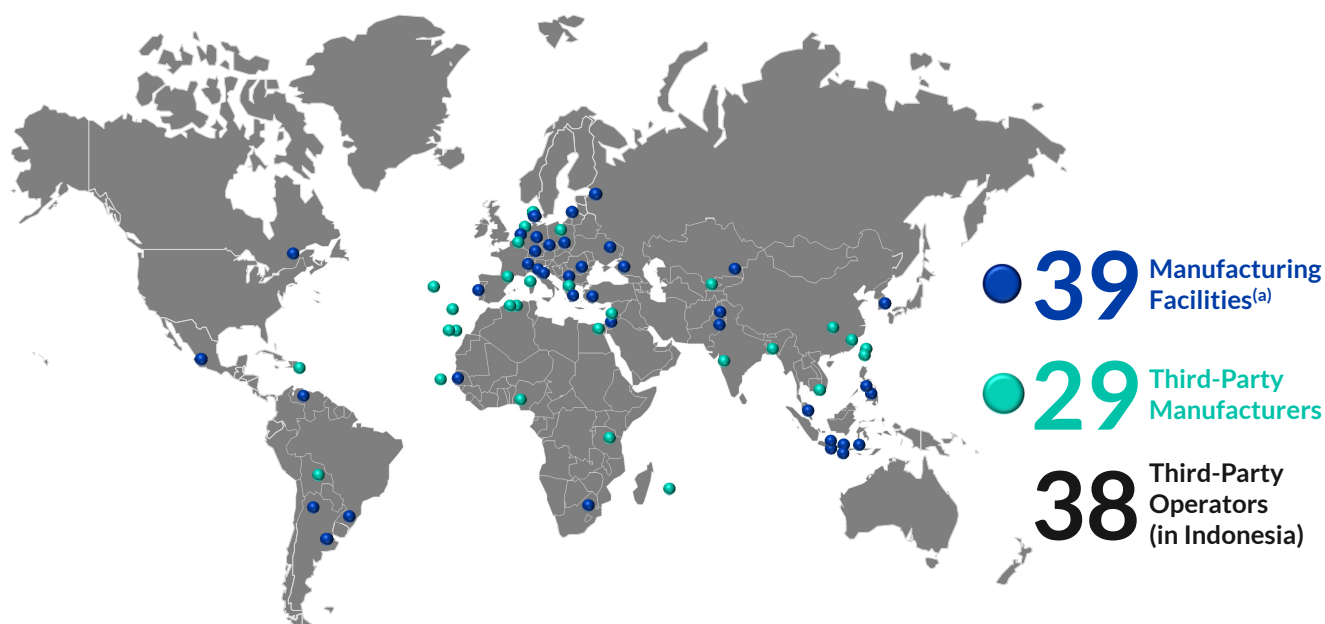 39
Manufacturing
Facilities(a)
29
Third-Party
Manufacturers
38
Third-Party
Operators
(in Indonesia)